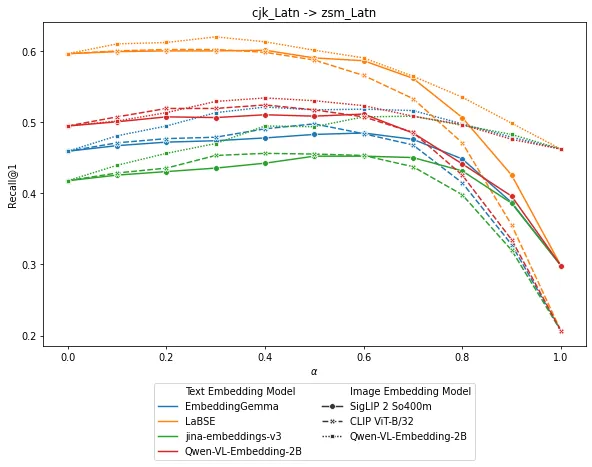 cjk_Latn -> zsm_Latn
Recall@1
0.6
0.5
0.4
0.3
0.2
0.0 0.2 0.4 0.6 0.8 1.0
α
Text Embedding Model Image Embedding Model
EmbeddingGemma SigLIP 2 So400m
LaBSE CLIP ViT-B/32
jina-embeddings-v3 Qwen-VL-Embedding-2B
Qwen-VL-Embedding-2B